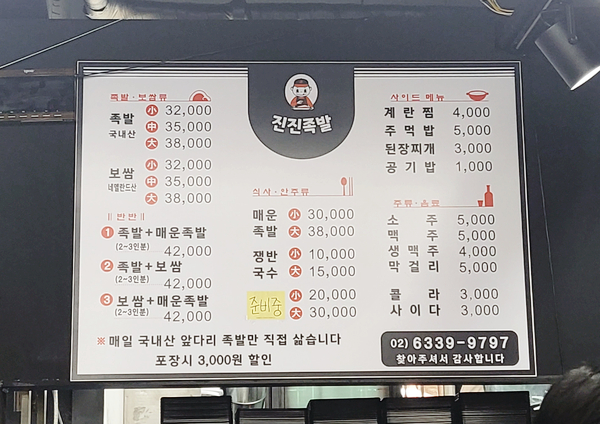 진진족발
족발·보쌈류
족발 小 32,000
국내산 中 35,000
大 38,000
보쌈 小 32,000
네델란드산 中 35,000
大 38,000
반반
1 족발+매운족발
(2-3인분) 42,000
2 족발+보쌈
(2-3인분) 42,000
3 보쌈+매운족발
(2-3인분) 42,000
식사·안주류
매운 小 30,000
족발 大 38,000
쟁반 小 10,000
국수 大 15,000
준비중 小 20,000
大 30,000
사이드 메뉴
계란찜 4,000
주먹밥 5,000
된장찌개 3,000
공기밥 1,000
주류·음료
소주 5,000
맥주 5,000
생맥주 4,000
막걸리 5,000
콜라 3,000
사이다 3,000
※ 매일 국내산 앞다리 족발만 직접 삶습니다
포장시 3,000원 할인
02) 6339-9797
찾아주셔서 감사합니다